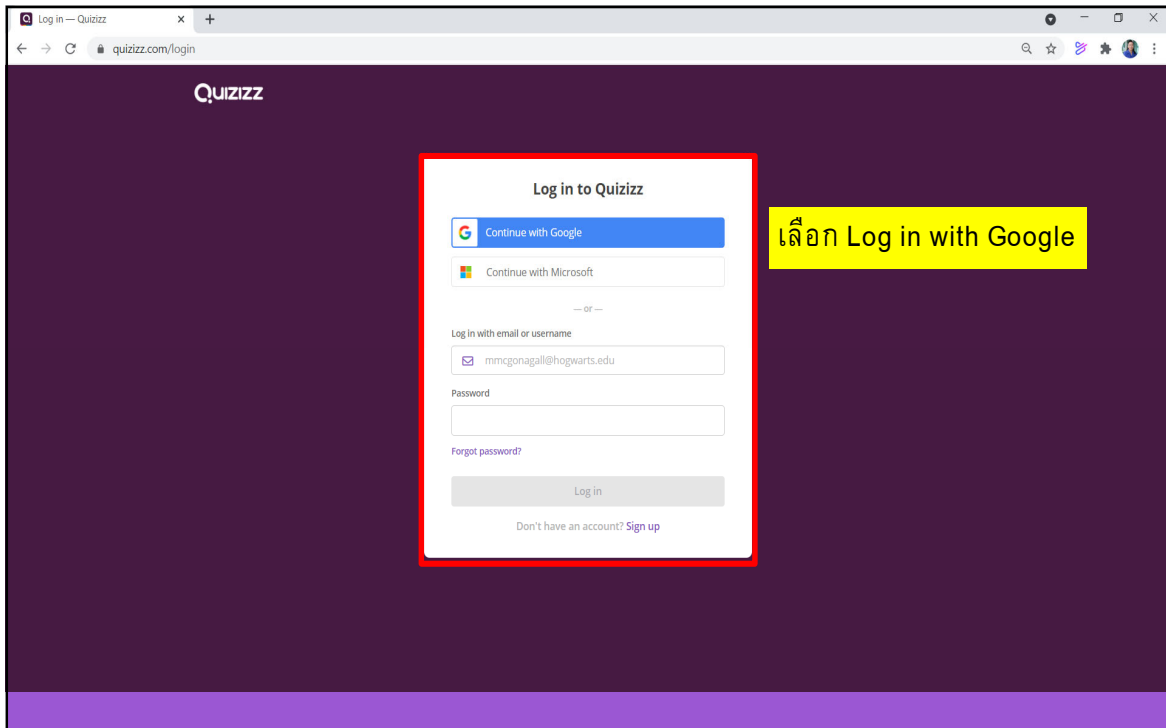 Log in — Quizizz
quizizz.com/login
Quizizz
Log in to Quizizz
Continue with Google
เลือก Log in with Google
Continue with Microsoft
— or —
Log in with email or username
mmcgonagall@hogwarts.edu
Password
Forgot password?
Log in
Don't have an account? Sign up